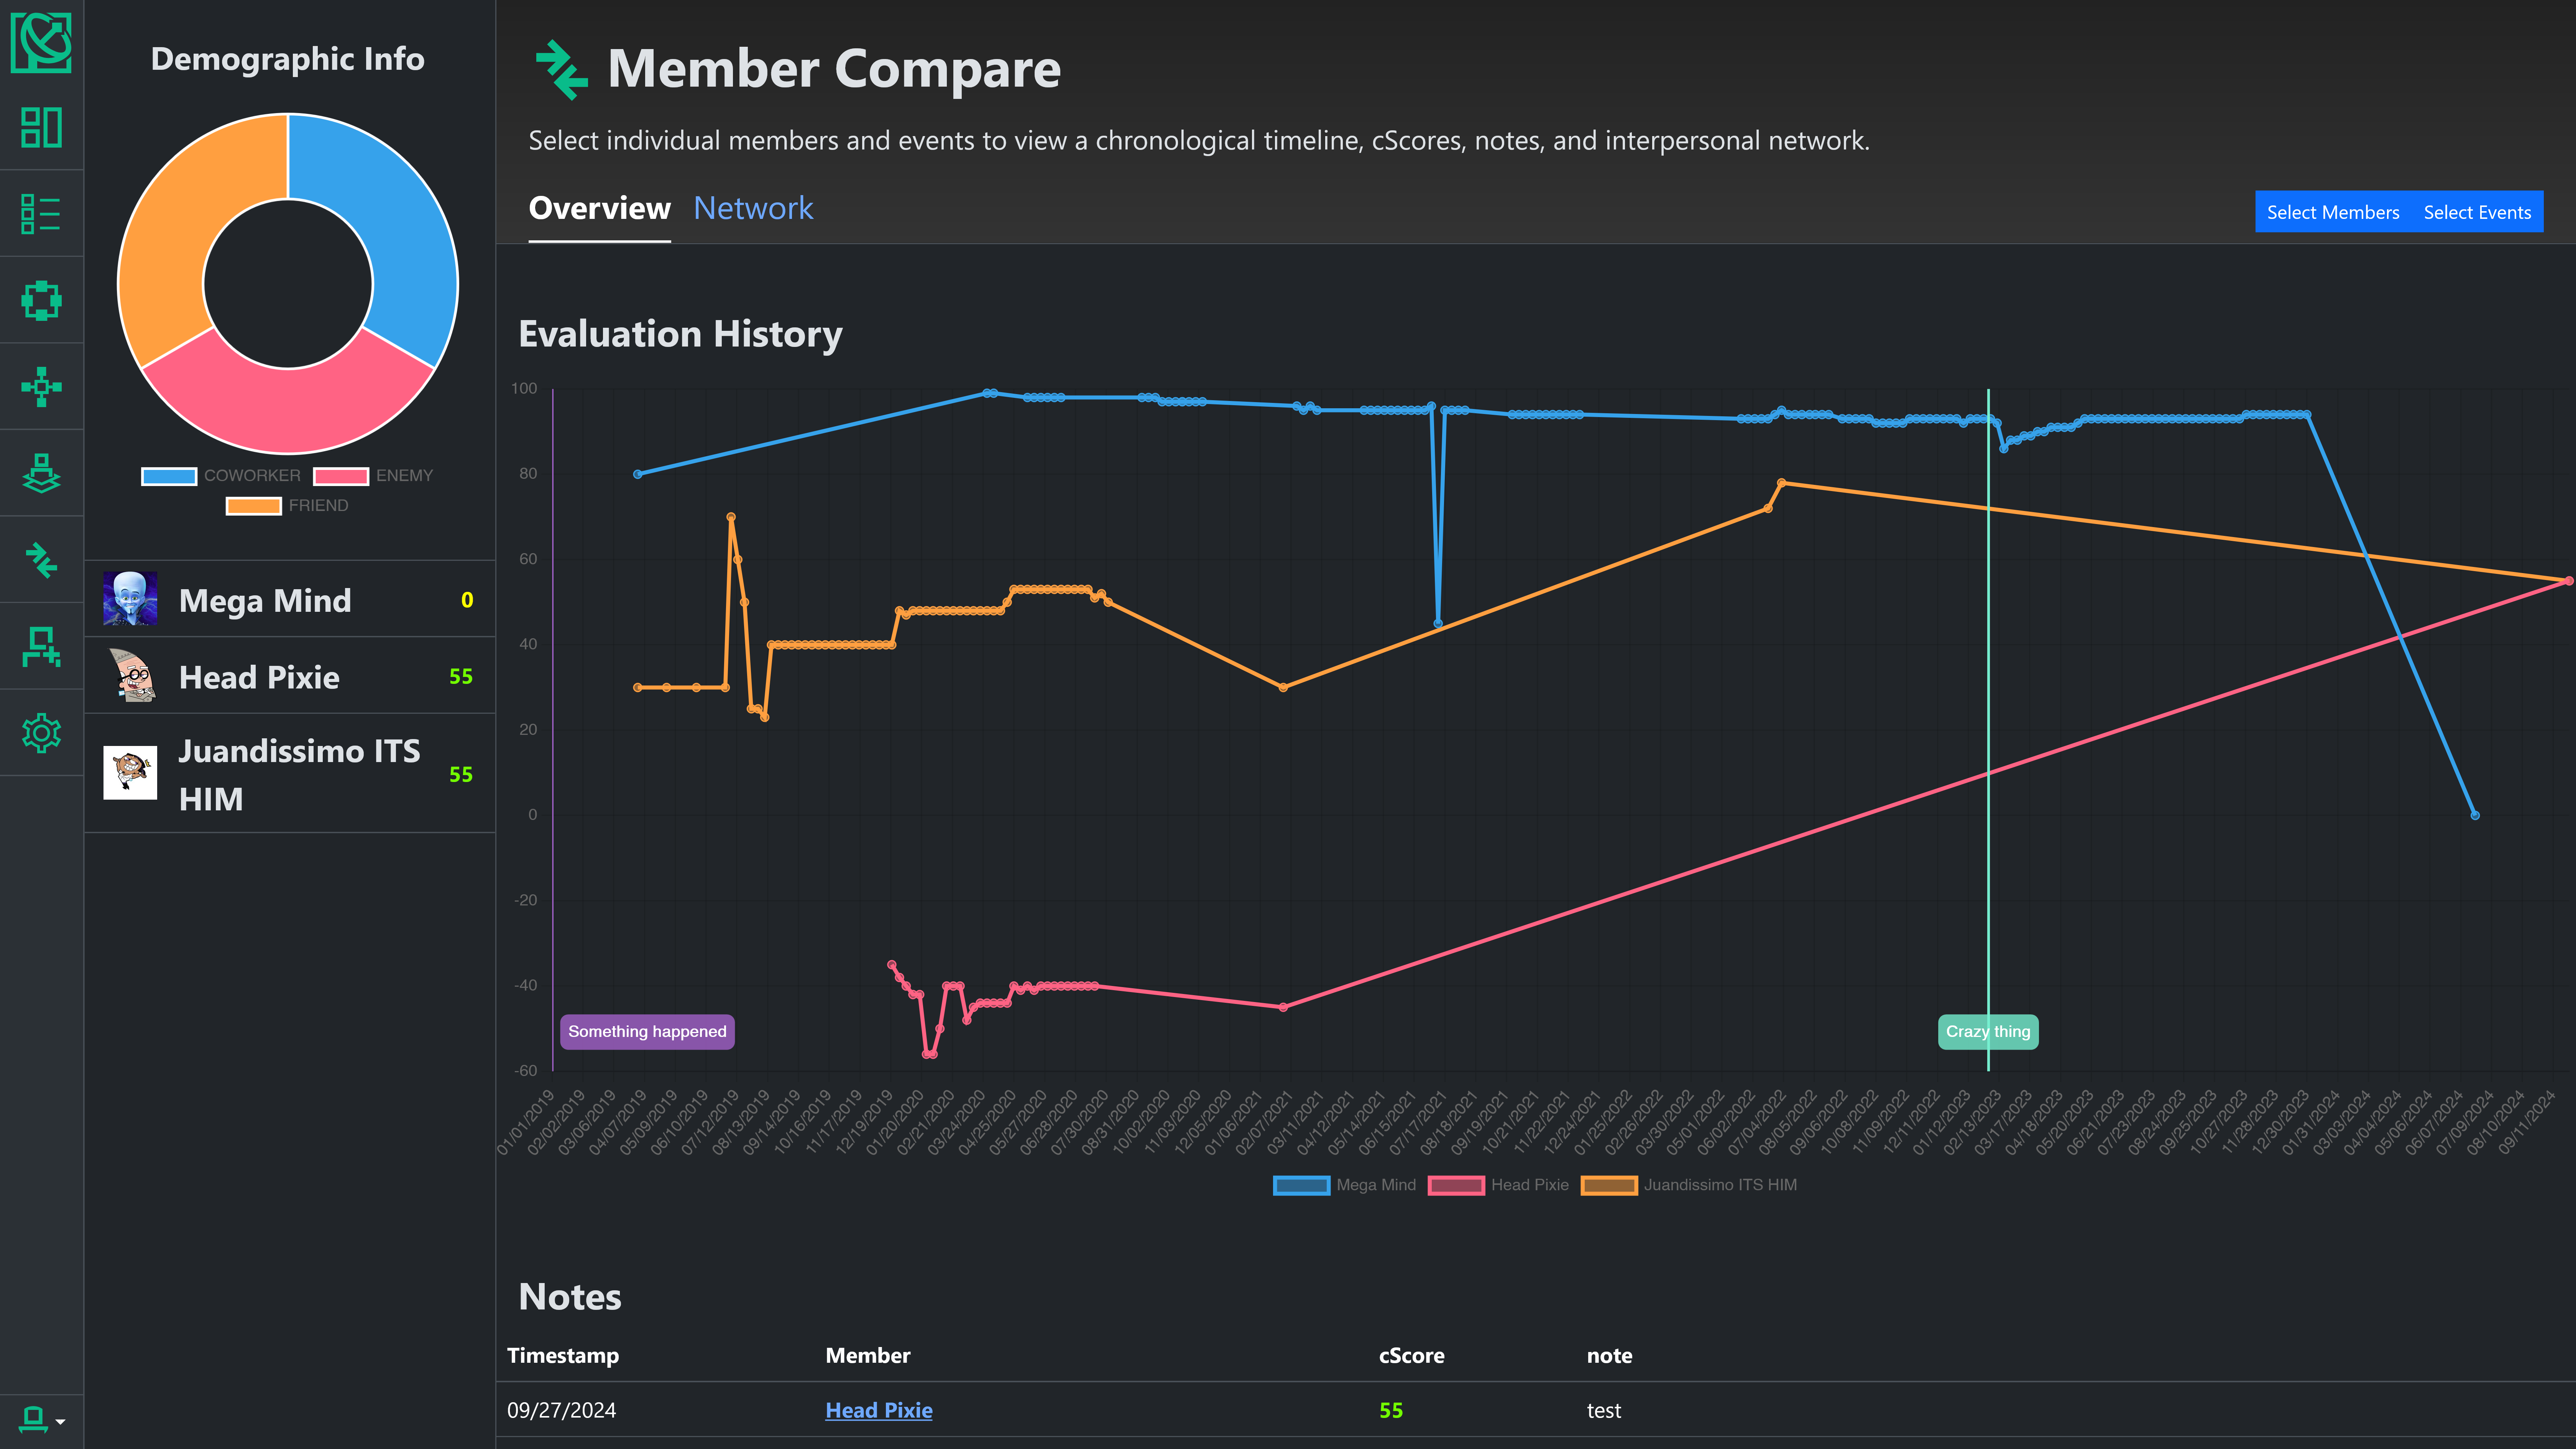 Demographic Info
COWORKER ENEMY
FRIEND
Mega Mind 0
Head Pixie 55
Juandissimo ITS
HIM 55
Member Compare
Select individual members and events to view a chronological timeline, cScores, notes, and interpersonal network.
Overview Network
Select Members Select Events
Evaluation History
100
80
60
40
20
0
-20
-40
-60
Something happened
Crazy thing
01/01/2019 02/02/2019 03/06/2019 04/07/2019 05/09/2019 06/10/2019 07/12/2019 08/13/2019 09/14/2019 10/16/2019 11/17/2019 12/19/2019 01/20/2020 02/21/2020 03/24/2020 04/25/2020 05/27/2020 06/28/2020 07/30/2020 08/31/2020 10/02/2020 11/03/2020 12/05/2020 01/06/2021 02/07/2021 03/11/2021 04/12/2021 05/14/2021 06/15/2021 07/17/2021 08/18/2021 09/19/2021 10/21/2021 11/22/2021 12/24/2021 01/25/2022 02/26/2022 03/30/2022 05/01/2022 06/02/2022 07/04/2022 08/05/2022 09/06/2022 10/08/2022 11/09/2022 12/11/2022 01/12/2023 02/13/2023 03/17/2023 04/18/2023 05/20/2023 06/21/2023 07/23/2023 08/24/2023 09/25/2023 10/27/2023 11/28/2023 12/30/2023 01/31/2024 03/03/2024 04/04/2024 05/06/2024 06/07/2024 07/09/2024 08/10/2024 09/11/2024
Mega Mind Head Pixie Juandissimo ITS HIM
Notes
Timestamp Member cScore note
09/27/2024 Head Pixie 55 test